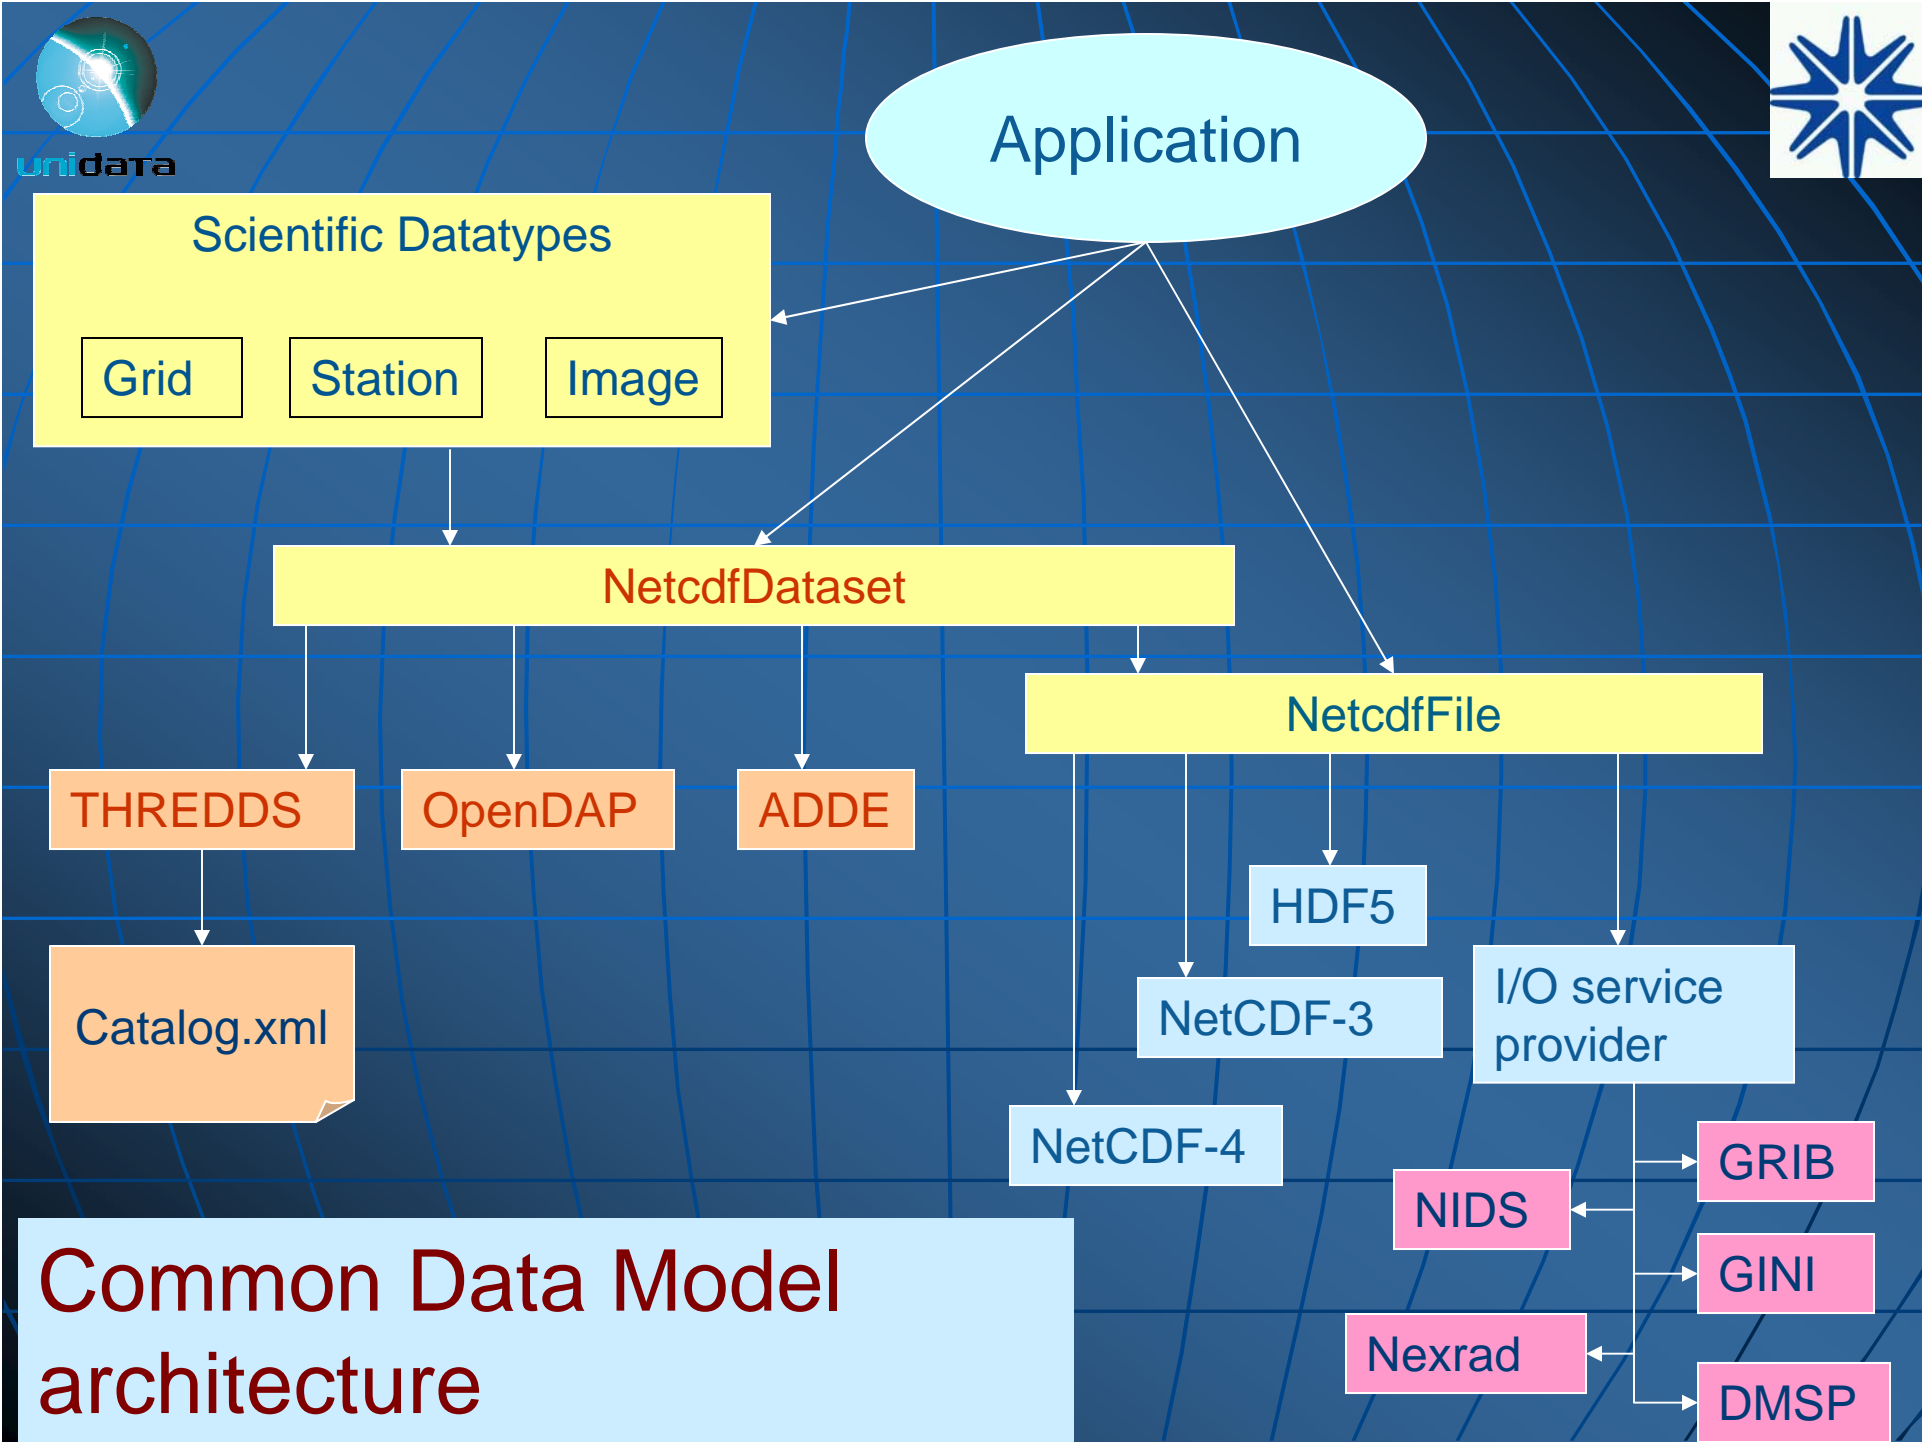 unidata
Application
Scientific Datatypes
Grid
Station
Image
NetcdfDataset
NetcdfFile
THREDDS
OpenDAP
ADDE
HDF5
I/O service
provider
Catalog.xml
NetCDF-3
NetCDF-4
GRIB
NIDS
GINI
Nexrad
DMSP
Common Data Model
architecture